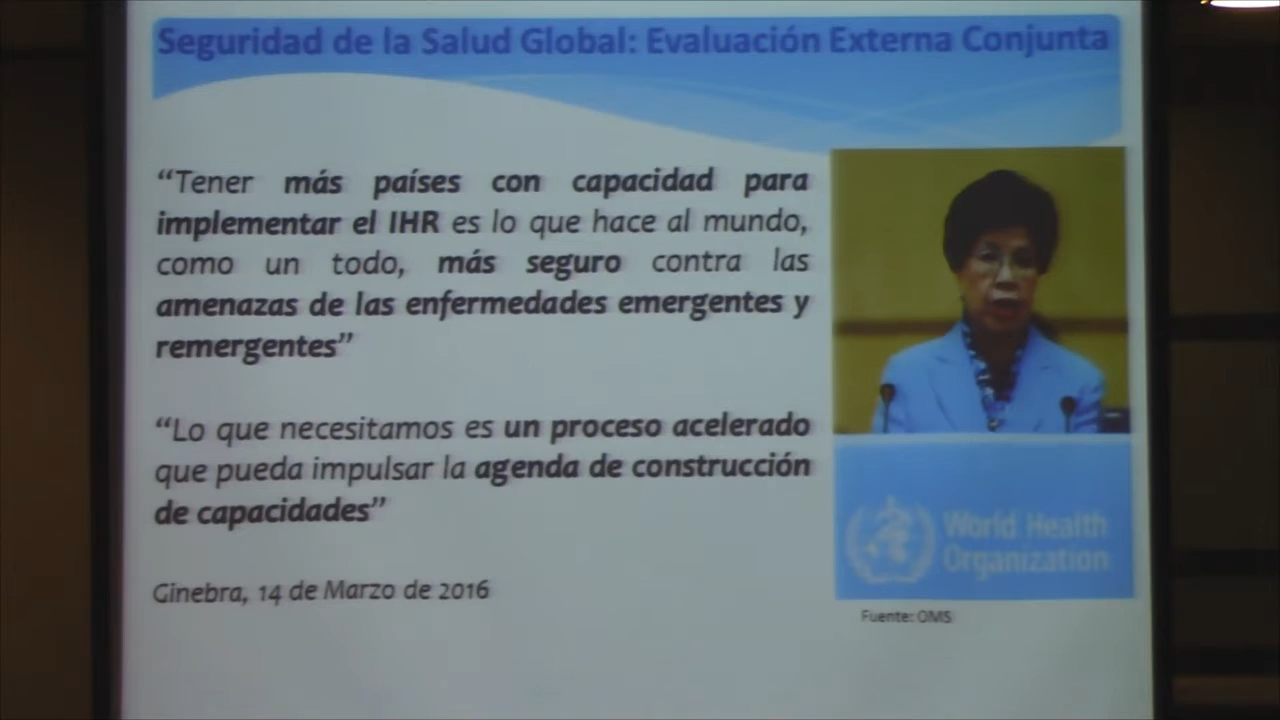 Seguridad de la Salud Global: Evaluación Externa Conjunta
“Tener más países con capacidad para
implementar el IHR es lo que hace al mundo,
como un todo, más seguro contra las
amenazas de las enfermedades emergentes y
remergentes”
“Lo que necesitamos es un proceso acelerado
que pueda impulsar la agenda de construcción
de capacidades”
Ginebra, 14 de Marzo de 2016
World Health
Organization
Fuente: OMS